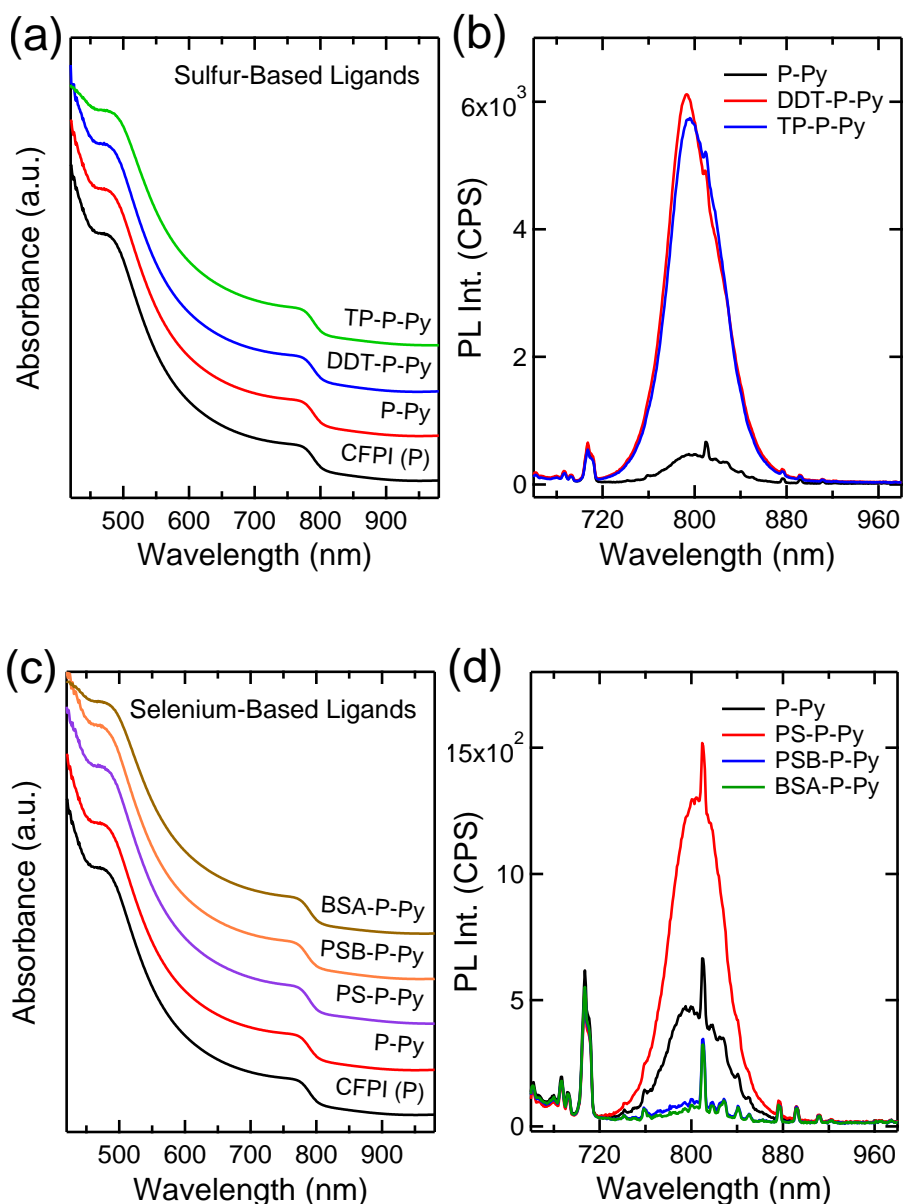 (a)
Sulfur-Based Ligands
Absorbance (a.u.)
TP-P-Py
DDT-P-Py
P-Py
CFPI (P)
500 600 700 800 900
Wavelength (nm)
(b)
P-Py
DDT-P-Py
TP-P-Py
PL Int. (CPS)
6x10³
4
2
0
720 800 880 960
Wavelength (nm)
(c)
Selenium-Based Ligands
Absorbance (a.u.)
BSA-P-Py
PSB-P-Py
PS-P-Py
P-Py
CFPI (P)
500 600 700 800 900
Wavelength (nm)
(d)
P-Py
PS-P-Py
PSB-P-Py
BSA-P-Py
PL Int. (CPS)
15x10²
10
5
0
720 800 880 960
Wavelength (nm)